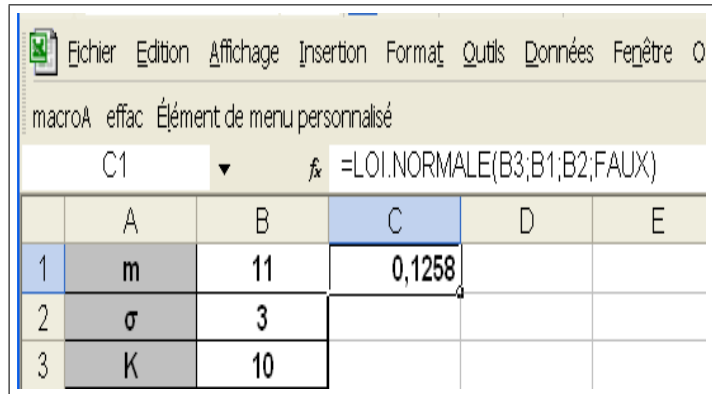 Fichier Edition Affichage Insertion Format Outils Données Fenêtre O
macroA effac Élément de menu personnalisé
C1 fx =LOI.NORMALE(B3;B1;B2;FAUX)
A B C D E
1 m 11 0,1258
2 σ 3
3 K 10